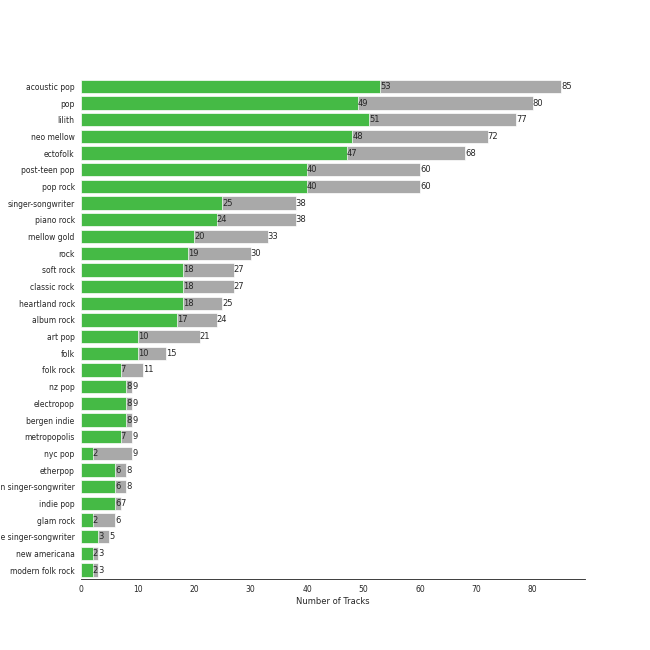 acoustic pop 53 85
pop 49 80
lilith 51 77
neo mellow 48 72
ectofolk 47 68
post-teen pop 40 60
pop rock 40 60
singer-songwriter 25 38
piano rock 24 38
mellow gold 20 33
rock 19 30
soft rock 18 27
classic rock 18 27
heartland rock 18 25
album rock 17 24
art pop 10 21
folk 10 15
folk rock 7 11
nz pop 8 9
electropop 8 9
bergen indie 8 9
metropopolis 7 9
nyc pop 2 9
etherpop 6 8
n singer-songwriter 6 8
indie pop 6 7
glam rock 2 6
e singer-songwriter 3 5
new americana 2 3
modern folk rock 2 3
0 10 20 30 40 50 60 70 80
Number of Tracks